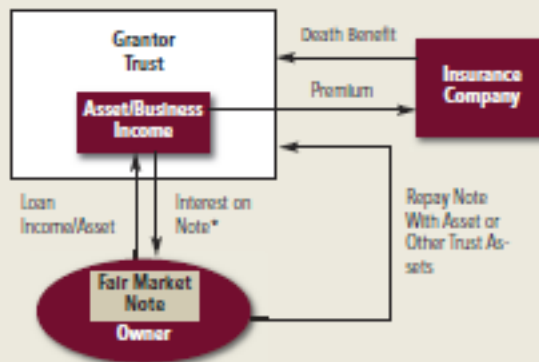 Grantor
Trust
Death Benefit
Insurance
Company
Premium
Asset/Business
Income
Loan
Income/Asset
Interest on
Note*
Repay Note
With Asset or
Other Trust As-
sets
Fair Market
Note
Owner